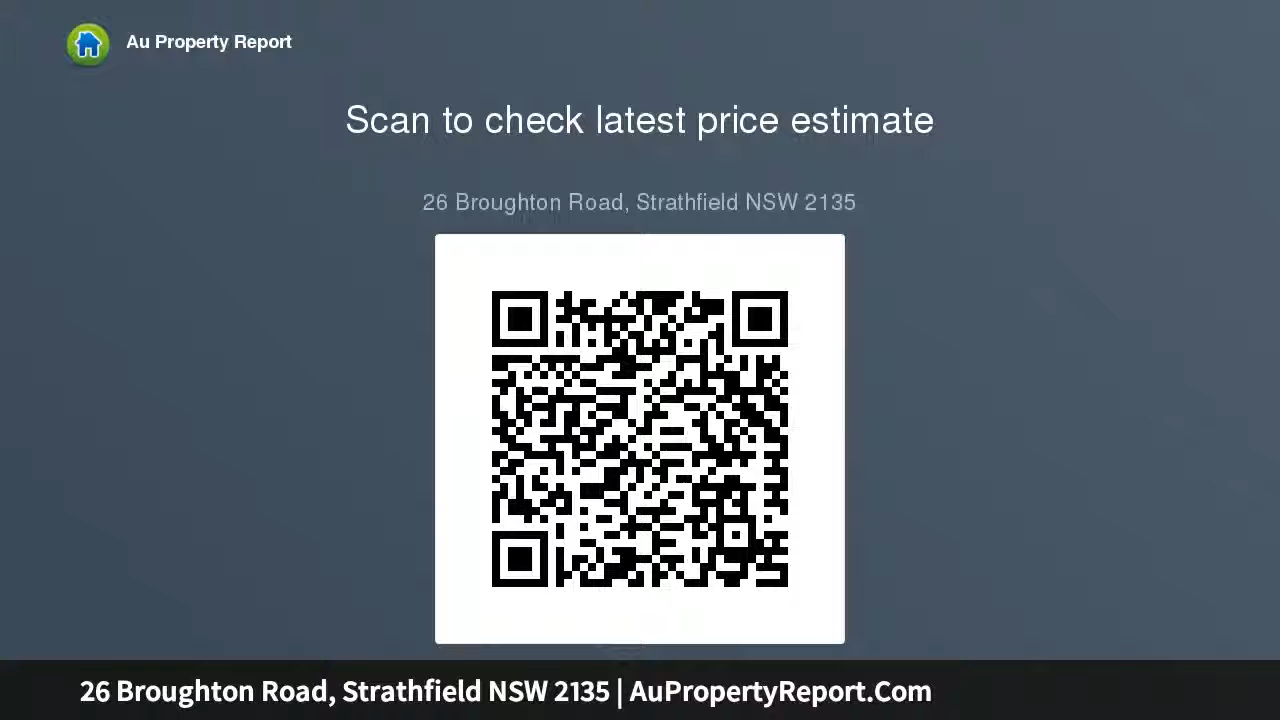 Au Property Report
Scan to check latest price estimate
26 Broughton Road, Strathfield NSW 2135
26 Broughton Road, Strathfield NSW 2135 | AuPropertyReport.Com